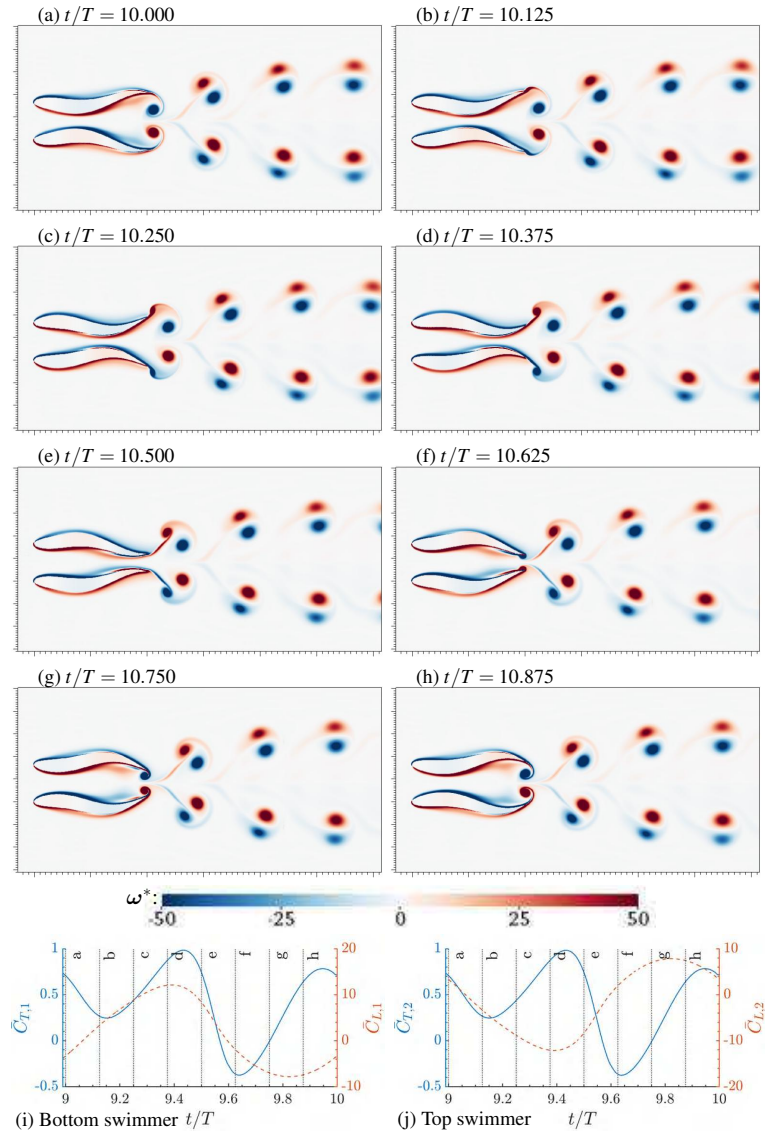 (a) t/T = 10.000
(b) t/T = 10.125
(c) t/T = 10.250
(d) t/T = 10.375
(e) t/T = 10.500
(f) t/T = 10.625
(g) t/T = 10.750
(h) t/T = 10.875
ω*:
-50 -25 0 25 50
1 0.5 0 -0.5
C̄T,1
a b c d e f g h
20 10 0 -10
C̄L,1
9 9.2 9.4 9.6 9.8 10
(i) Bottom swimmer t/T
1 0.5 0 -0.5
C̄T,2
a b c d e f g h
10 0 -10 -20
C̄L,2
9 9.2 9.4 9.6 9.8 10
(j) Top swimmer t/T